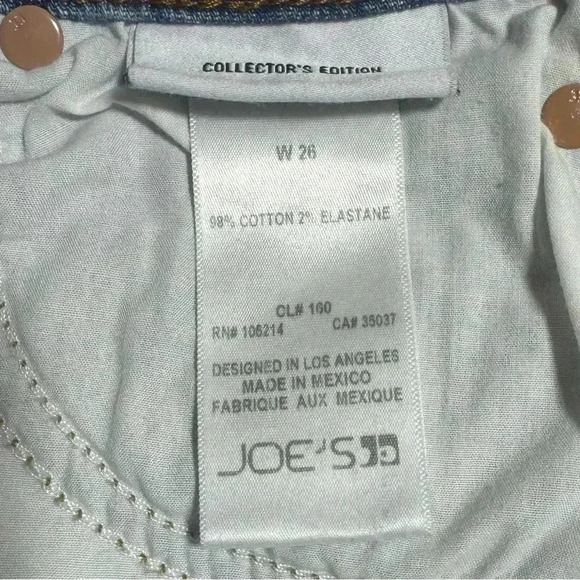 COLLECTOR'S EDITION
W 26
98% COTTON 2% ELASTANE
CL# 160
RN# 106214 CA# 35037
DESIGNED IN LOS ANGELES
MADE IN MEXICO
FABRIQUE AUX MEXIQUE
JOE'S